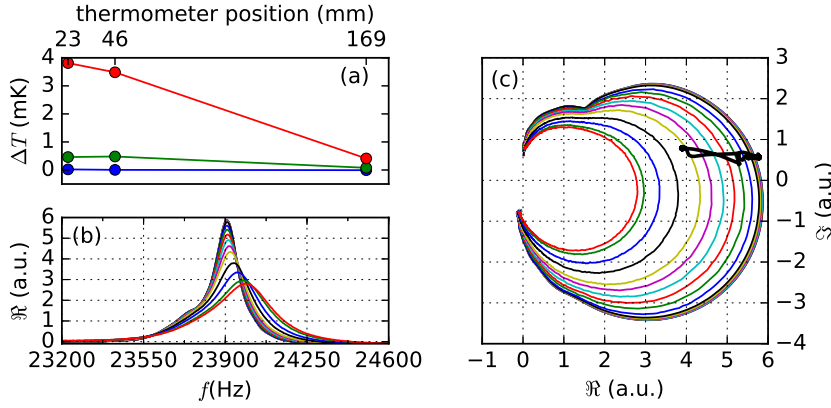 thermometer position (mm)
23 46 169
4
3
2
1
0
ΔT (mK)
(a)
6
5
4
3
2
1
0
ℜ (a.u.)
(b)
23200 23550 23900 24250 24600
f(Hz)
(c)
3
2
1
0
−1
−2
−3
−4
ℑ (a.u.)
−1 0 1 2 3 4 5 6
ℜ (a.u.)